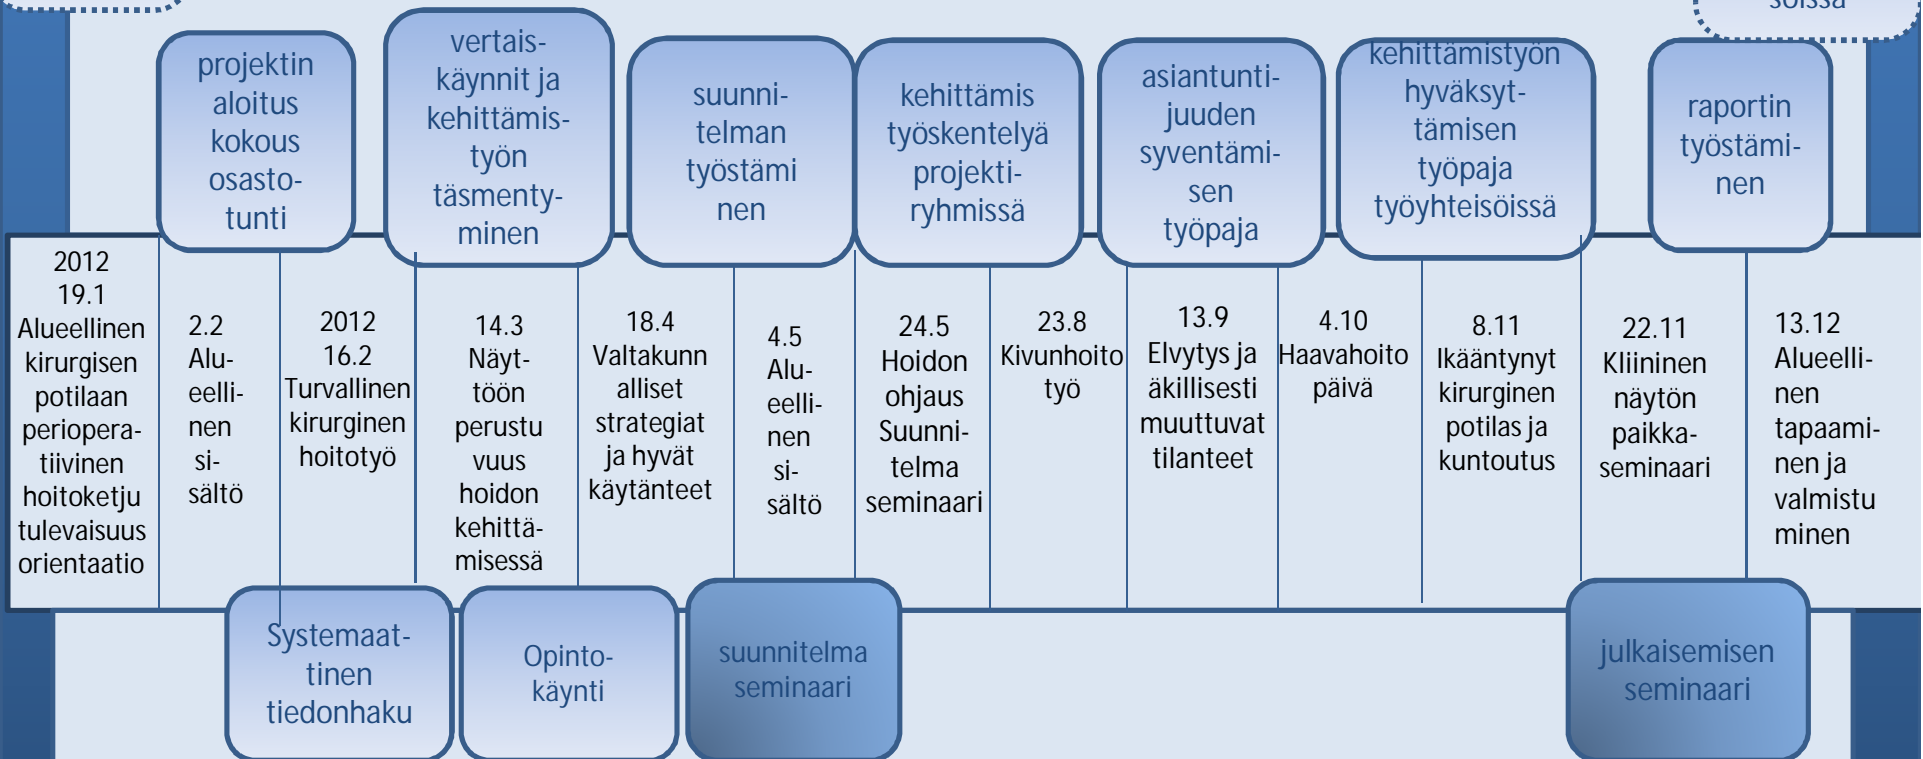 söissä
projektin
aloitus
kokous
osasto-
tunti
vertais-
käynnit ja
kehittämis-
työn
täsmenty-
minen
suunni-
telman
työstämi
nen
kehittämis
työskentelyä
projekti-
ryhmissä
asiantunti-
juuden
syventämi-
sen
työpaja
kehittämistyön
hyväksyt-
tämisen
työpaja
työyhteisöissä
raportin
työstämi-
nen
2012
19.1
Alueellinen
kirurgisen
potilaan
periopera-
tiivinen
hoitoketju
tulevaisuus
orientaatio
2.2
Alu-
eelli-
nen
si-
sältö
2012
16.2
Turvallinen
kirurginen
hoitotyö
14.3
Näyt-
töön
perustu
vuus
hoidon
kehittä-
misessä
18.4
Valtakunn
alliset
strategiat
ja hyvät
käytänteet
4.5
Alu-
eelli-
nen
si-
sältö
24.5
Hoidon
ohjaus
Suunni-
telma
seminaari
23.8
Kivunhoito
työ
13.9
Elvytys ja
äkillisesti
muuttuvat
tilanteet
4.10
Haavahoito
päivä
8.11
Ikääntynyt
kirurginen
potilas ja
kuntoutus
22.11
Kliininen
näytön
paikka-
seminaari
13.12
Alueelli-
nen
tapaami-
nen ja
valmistu
minen
Systemaat-
tinen
tiedonhaku
Opinto-
käynti
suunnitelma
seminaari
julkaisemisen
seminaari